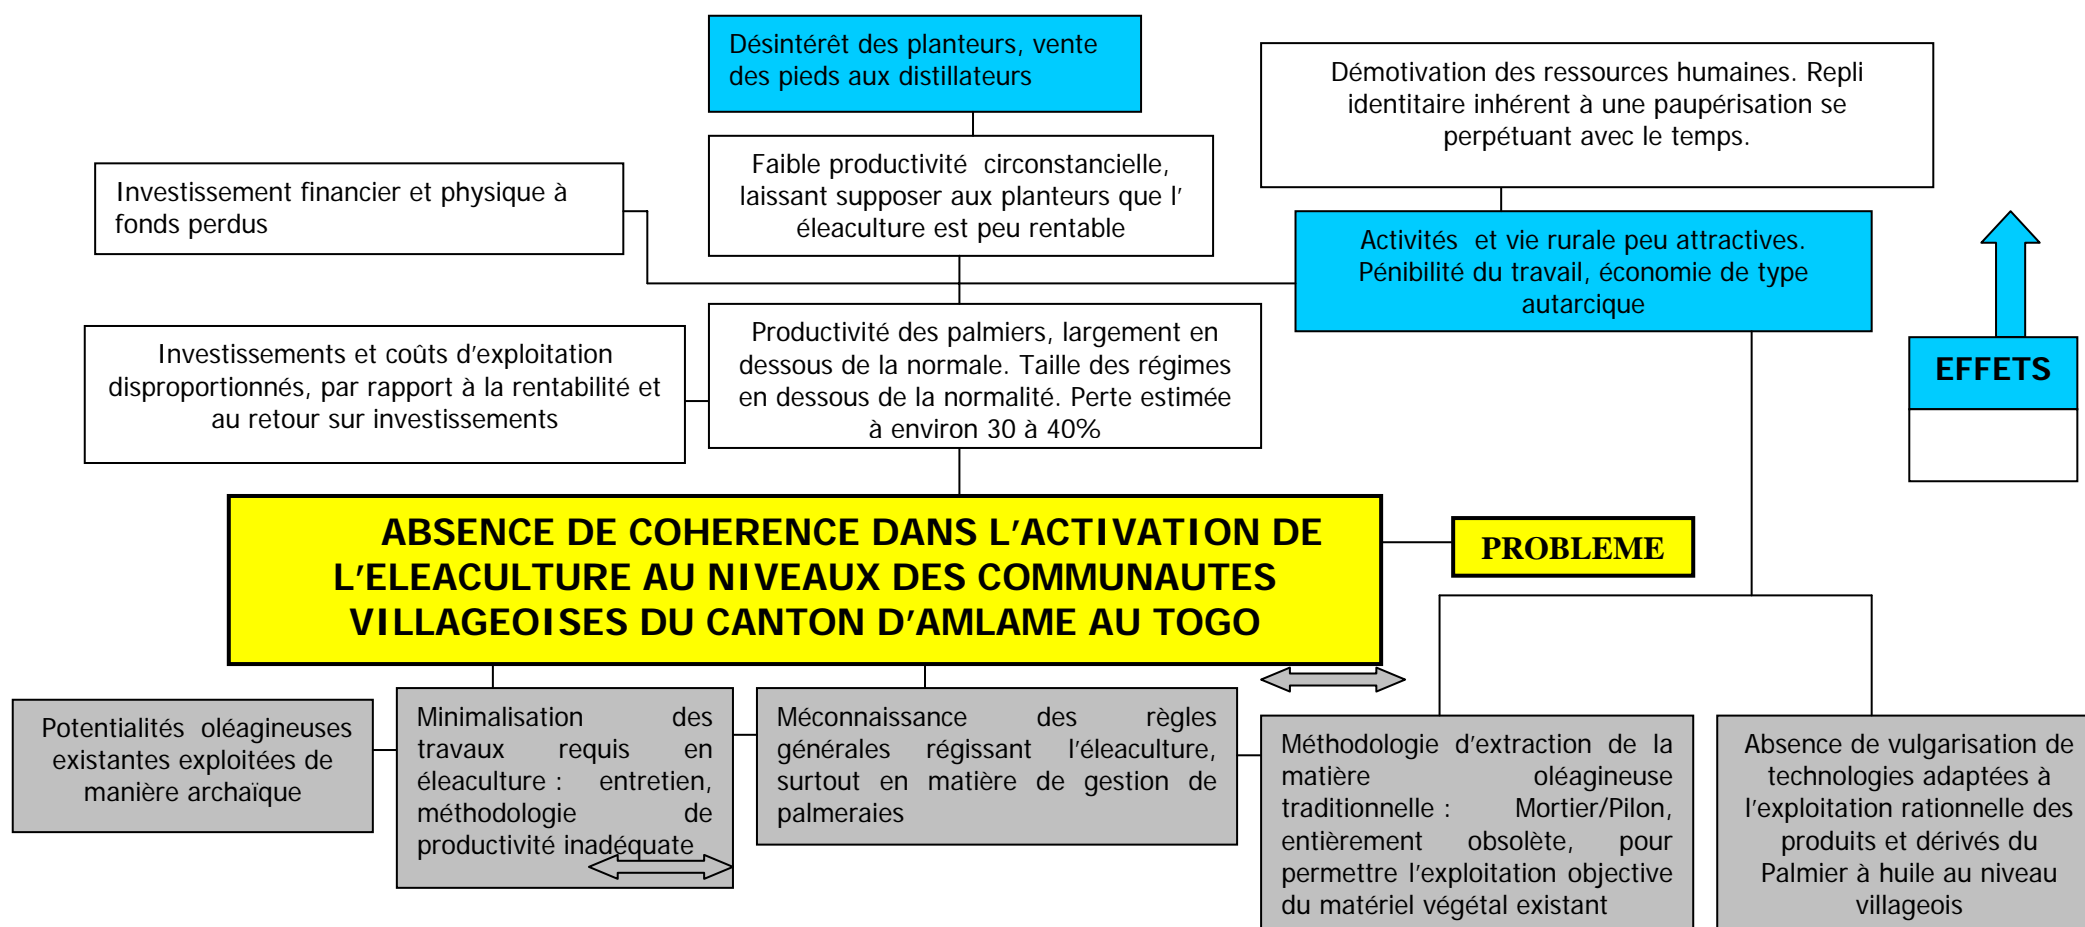 Désintérêt des planteurs, vente
des pieds aux distillateurs
Démotivation des ressources humaines. Repli
identitaire inhérent à une paupérisation se
perpétuant avec le temps.
Faible productivité circonstancielle,
laissant supposer aux planteurs que l'
éleaculture est peu rentable
Investissement financier et physique à
fonds perdus
Activités et vie rurale peu attractives.
Pénibilité du travail, économie de type
autarcique
Investissements et coûts d'exploitation
disproportionnés, par rapport à la rentabilité et
au retour sur investissements
Productivité des palmiers, largement en
dessous de la normale. Taille des régimes
en dessous de la normalité. Perte estimée
à environ 30 à 40%
EFFETS
ABSENCE DE COHERENCE DANS L'ACTIVATION DE
L'ELEACULTURE AU NIVEAUX DES COMMUNAUTES
VILLAGEOISES DU CANTON D'AMLAME AU TOGO
PROBLEME
Potentialités oléagineuses
existantes exploitées de
manière archaïque
Minimalisation des
travaux requis en
éleaculture : entretien,
méthodologie de
productivité inadéquate
Méconnaissance des règles
générales régissant l'éleaculture,
surtout en matière de gestion de
palmeraies
Méthodologie d'extraction de la
matière oléagineuse
traditionnelle : Mortier/Pilon,
entièrement obsolète, pour
permettre l'exploitation objective
du matériel végétal existant
Absence de vulgarisation de
technologies adaptées à
l'exploitation rationnelle des
produits et dérivés du
Palmier à huile au niveau
villageois